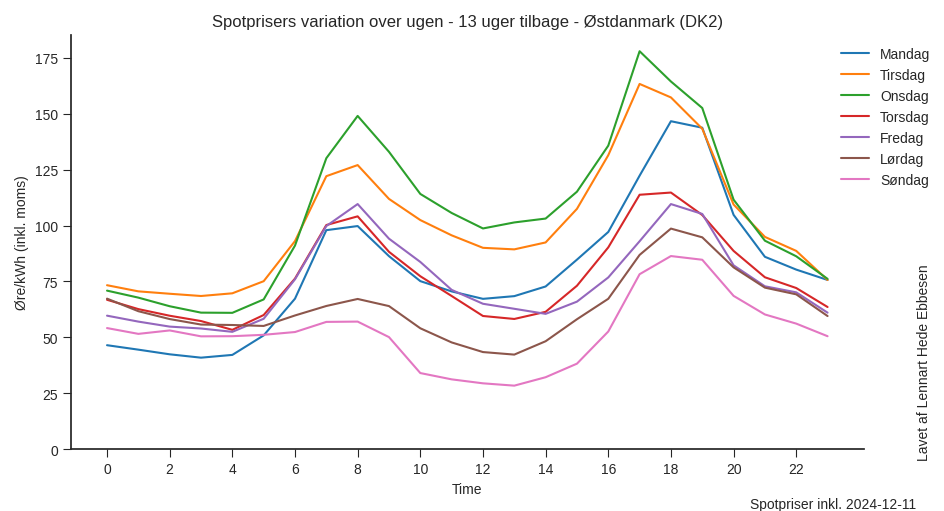 Spotprisers variation over ugen - 13 uger tilbage - Østdanmark (DK2)
Mandag
Tirsdag
Onsdag
Torsdag
Fredag
Lørdag
Søndag
Øre/kWh (inkl. moms)
175
150
125
100
75
50
25
0
0 2 4 6 8 10 12 14 16 18 20 22
Time
Lavet af Lennart Hede Ebbesen
Spotpriser inkl. 2024-12-11